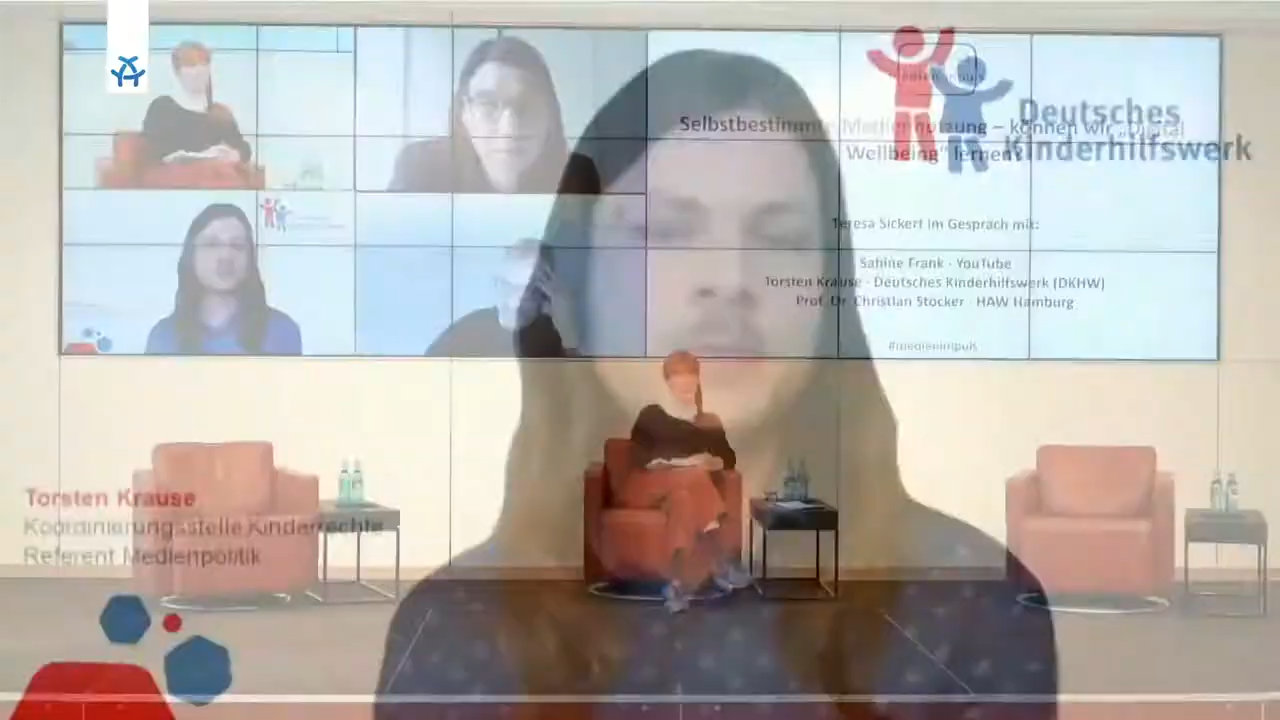 Selbstbestimmte Mediennutzung – können wir „Digital
Wellbeing" lernen?
Teresa Sickert im Gespräch mit:
Sabine Frank - YouTube
Torsten Krause - Deutsches Kinderhilfswerk (DKHW)
Prof. Dr. Christian Stöcker - HAW Hamburg
#medienimpuls
Deutsches
Kinderhilfswerk
Torsten Krause
Koordinierungsstelle Kinderrechte
Referent Medienpolitik